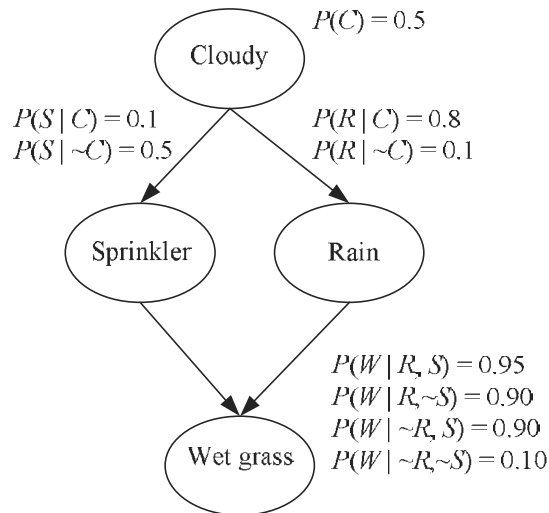 P(C) = 0.5
Cloudy
P(S | C) = 0.1
P(S | ~C) = 0.5
P(R | C) = 0.8
P(R | ~C) = 0.1
Sprinkler
Rain
P(W | R, S) = 0.95
P(W | R,~S) = 0.90
P(W | ~R, S) = 0.90
P(W | ~R,~S) = 0.10
Wet grass